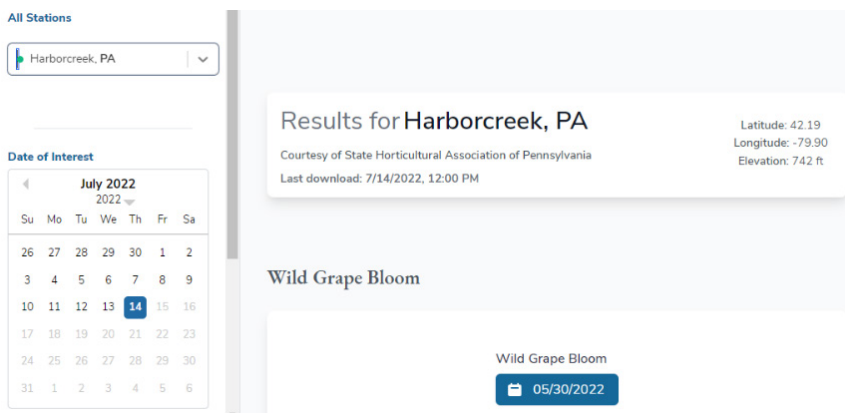 All Stations
Harborcreek, PA
Date of Interest
July 2022
2022
Su Mo Tu We Th Fr Sa
26 27 28 29 30 1 2
3 4 5 6 7 8 9
10 11 12 13 14 15 16
17 18 19 20 21 22 23
24 25 26 27 28 29 30
31 1 2 3 4 5 6
Results for Harborcreek, PA
Courtesy of State Horticultural Association of Pennsylvania
Last download: 7/14/2022, 12:00 PM
Latitude: 42.19
Longitude: -79.90
Elevation: 742 ft
Wild Grape Bloom
Wild Grape Bloom
05/30/2022